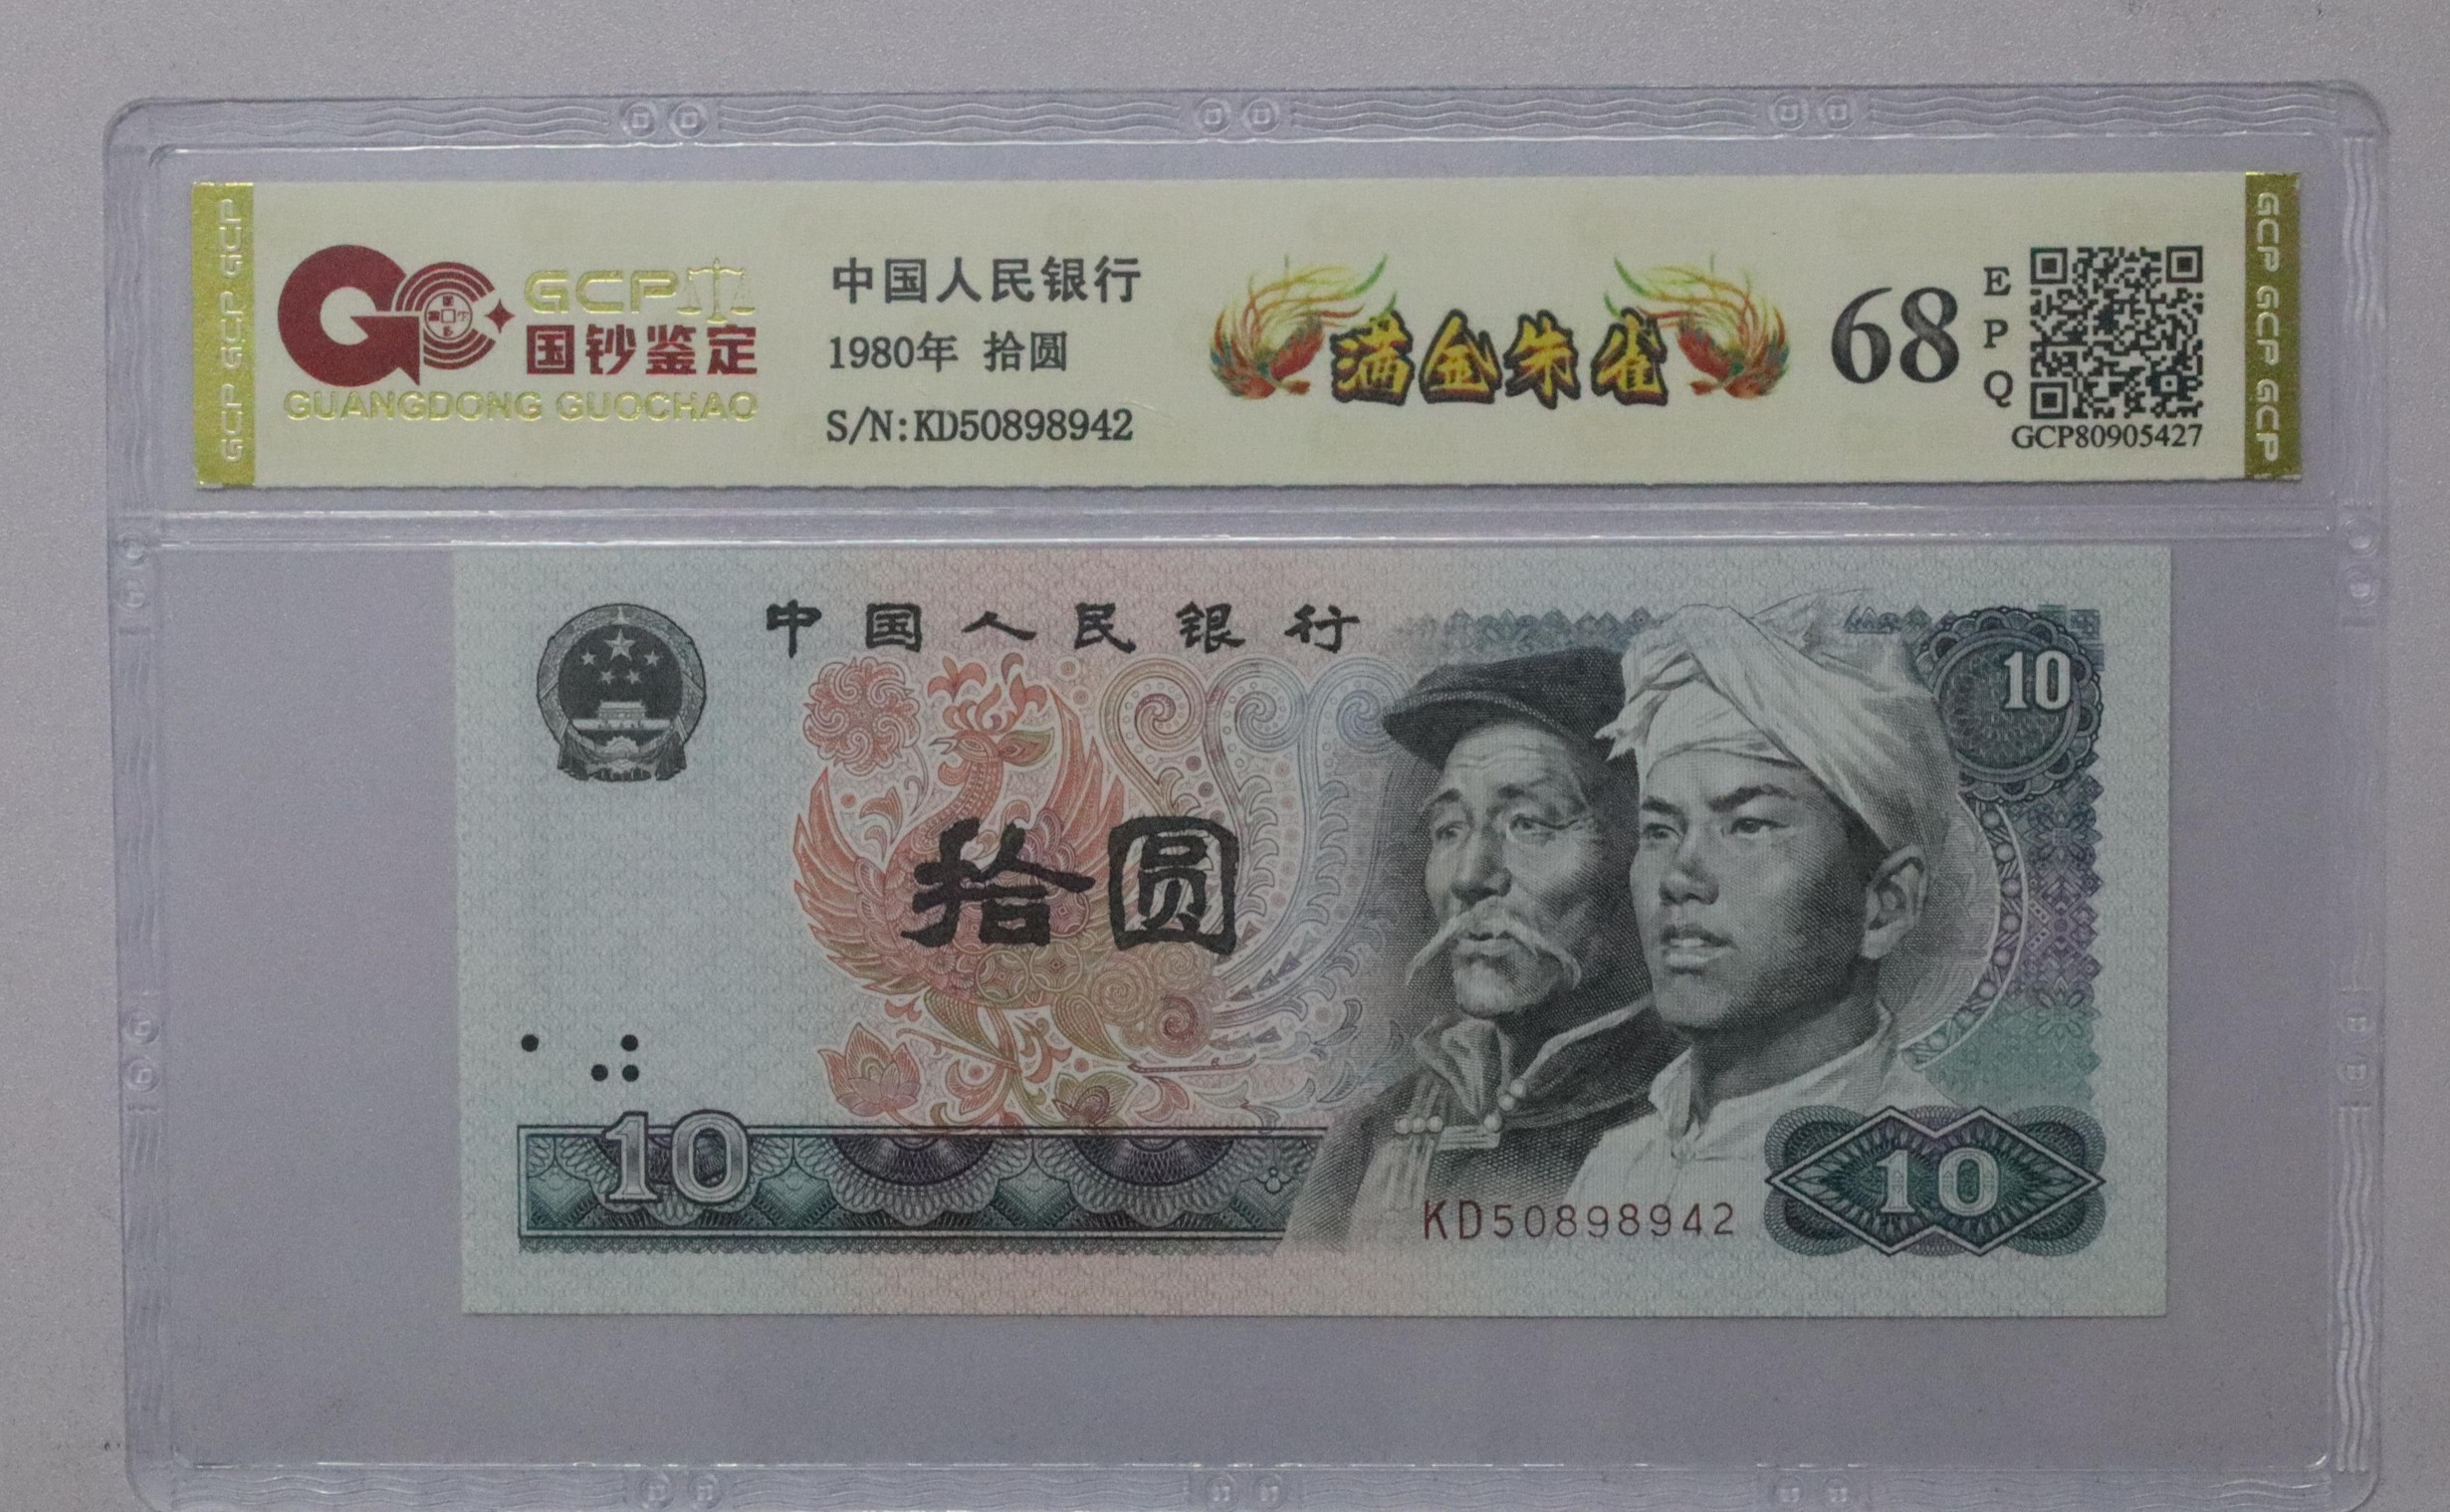 GCP GCP GCP
GCP
国钞鉴定
GUANGDONG GUOCHAO
中国人民银行
1980年 拾圆
S/N:KD50898942
满金朱雀
68
E
P
Q
GCP80905427
GCP GCP GCP
中国人民银行
10
拾圆
10
KD50898942
10